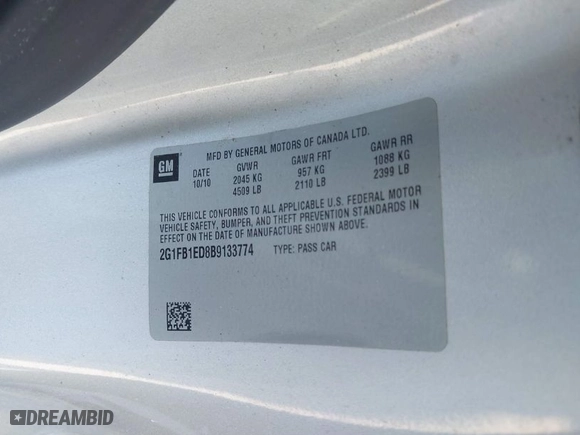 MFD BY GENERAL MOTORS OF CANADA LTD.
GM
DATE GVWR GAWR FRT GAWR RR
10/10 2045 KG 957 KG 1088 KG
4509 LB 2110 LB 2399 LB
THIS VEHICLE CONFORMS TO ALL APPLICABLE U.S. FEDERAL MOTOR
VEHICLE SAFETY, BUMPER, AND THEFT PREVENTION STANDARDS IN
EFFECT ON THE DATE OF MANUFACTURE SHOWN ABOVE.
2G1FB1ED8B9133774 TYPE: PASS CAR
DREAMBID